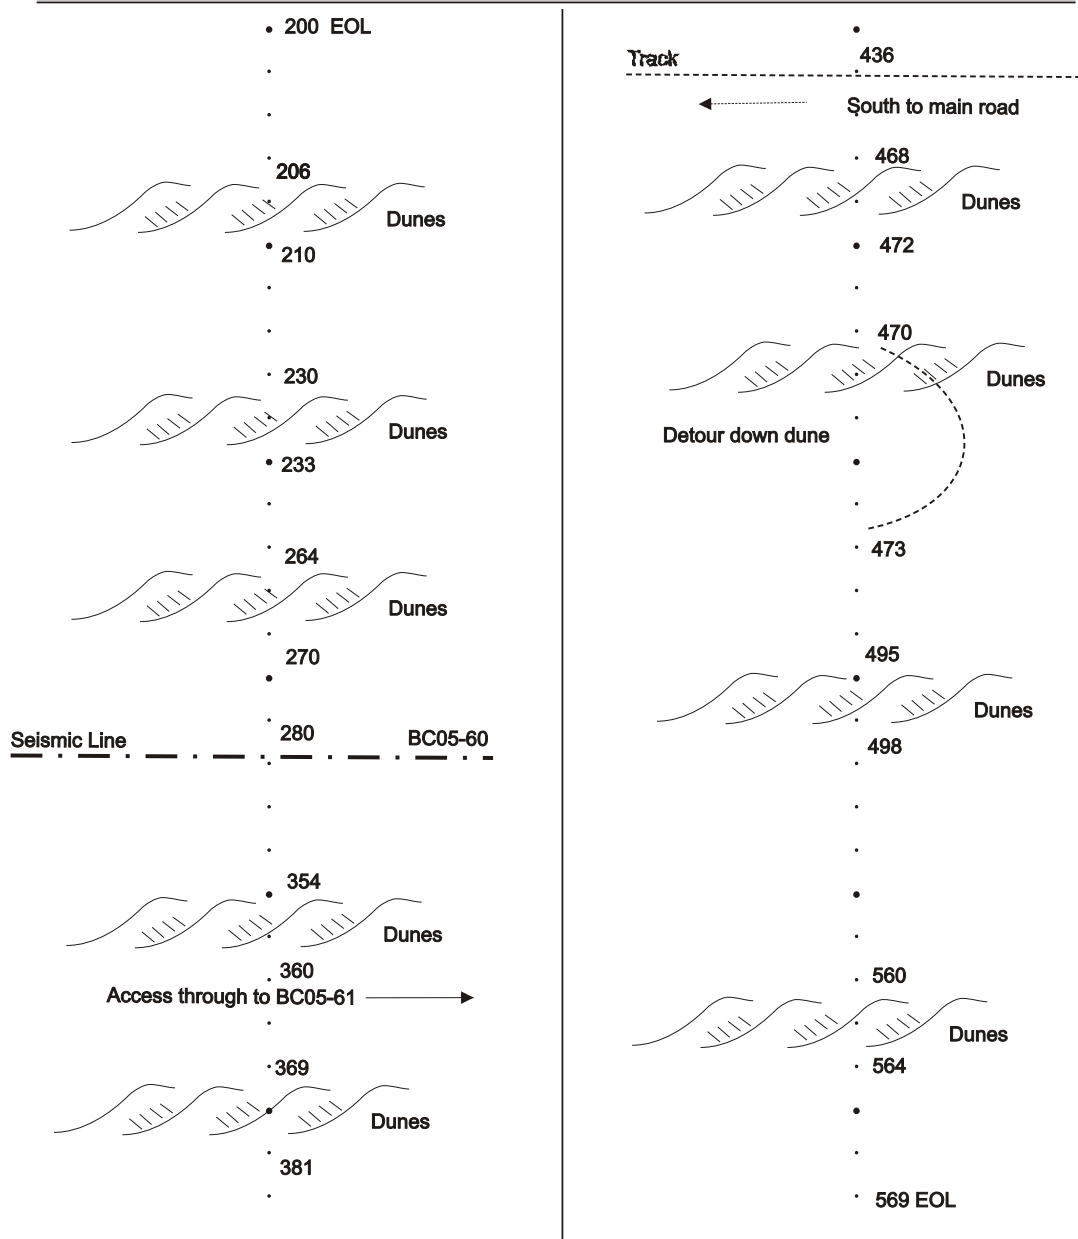 200 EOL
206
Dunes
210
230
Dunes
233
264
Dunes
270
280
Seismic Line
BC05-60
354
Dunes
360
Access through to BC05-61
369
Dunes
381
436
Track
South to main road
468
Dunes
472
470
Dunes
Detour down dune
473
495
Dunes
498
560
Dunes
564
569 EOL